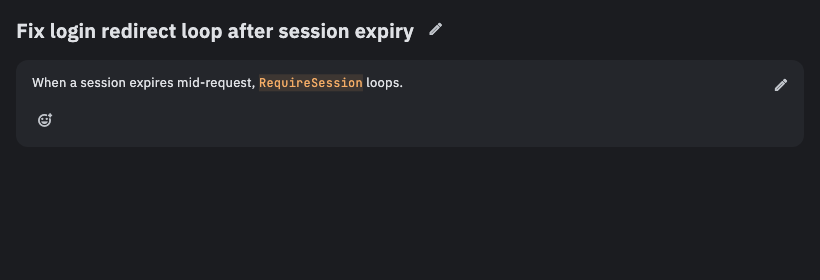 Fix login redirect loop after session expiry
When a session expires mid-request, RequireSession loops.